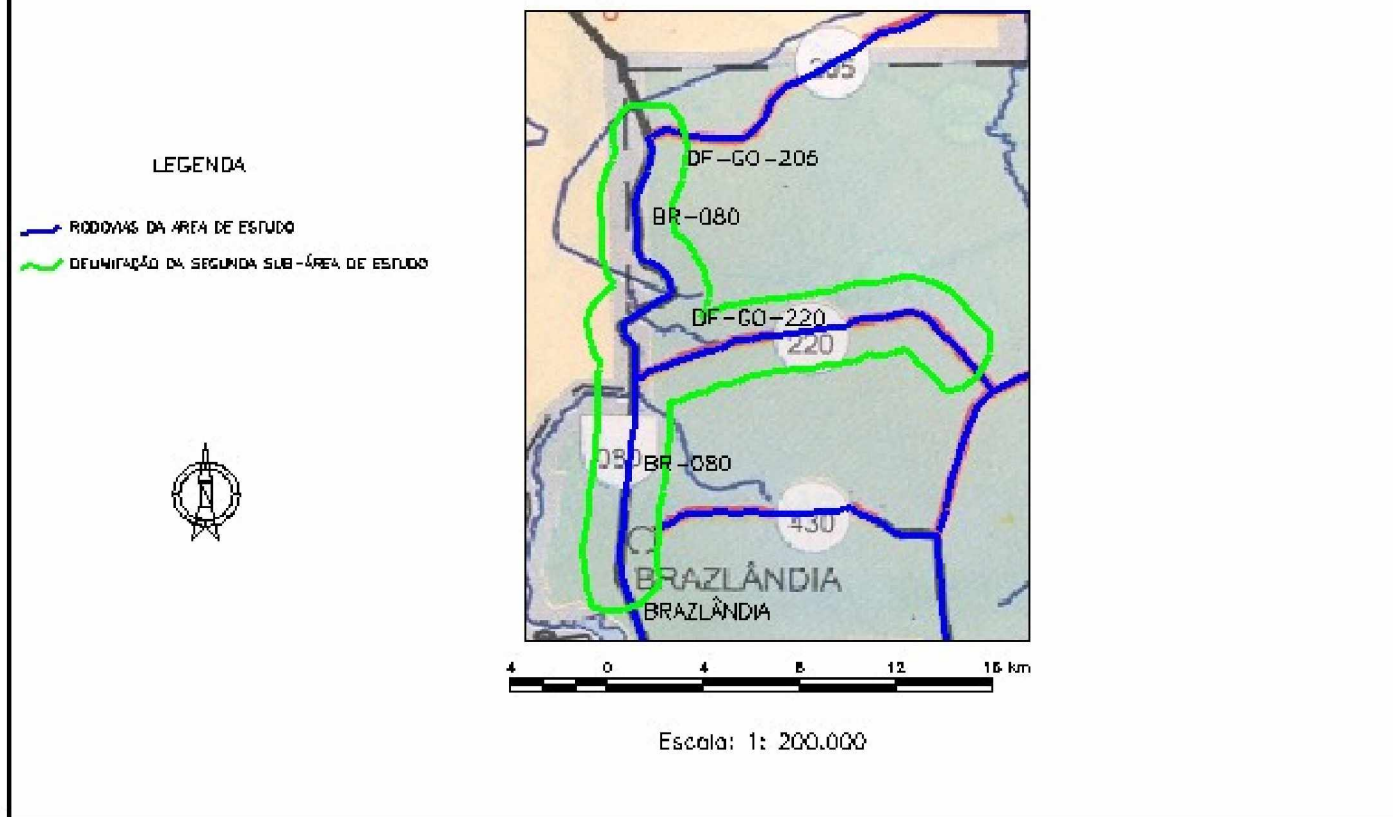 LEGENDA
RODOVIAS DA ÁREA DE ESTUDO
DELIMITAÇÃO DA SEGUNDA SUB-ÁREA DE ESTUDO
205
DF-GO-205
BR-080
DF-GO-220
220
080
BR-080
430
BRAZLÂNDIA
BRAZLÂNDIA
4 0 4 8 12 16 km
Escala: 1: 200.000
N